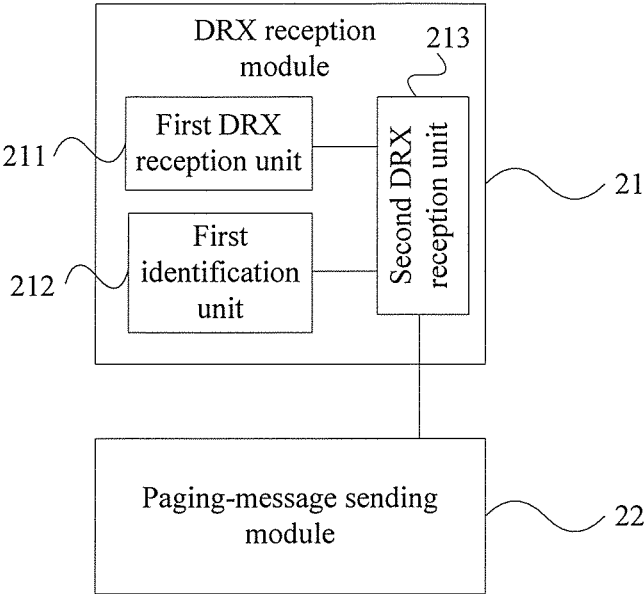 DRX reception
module
213
First DRX
reception unit
211
Second DRX
reception unit
21
First
identification
unit
212
Paging-message sending
module
22